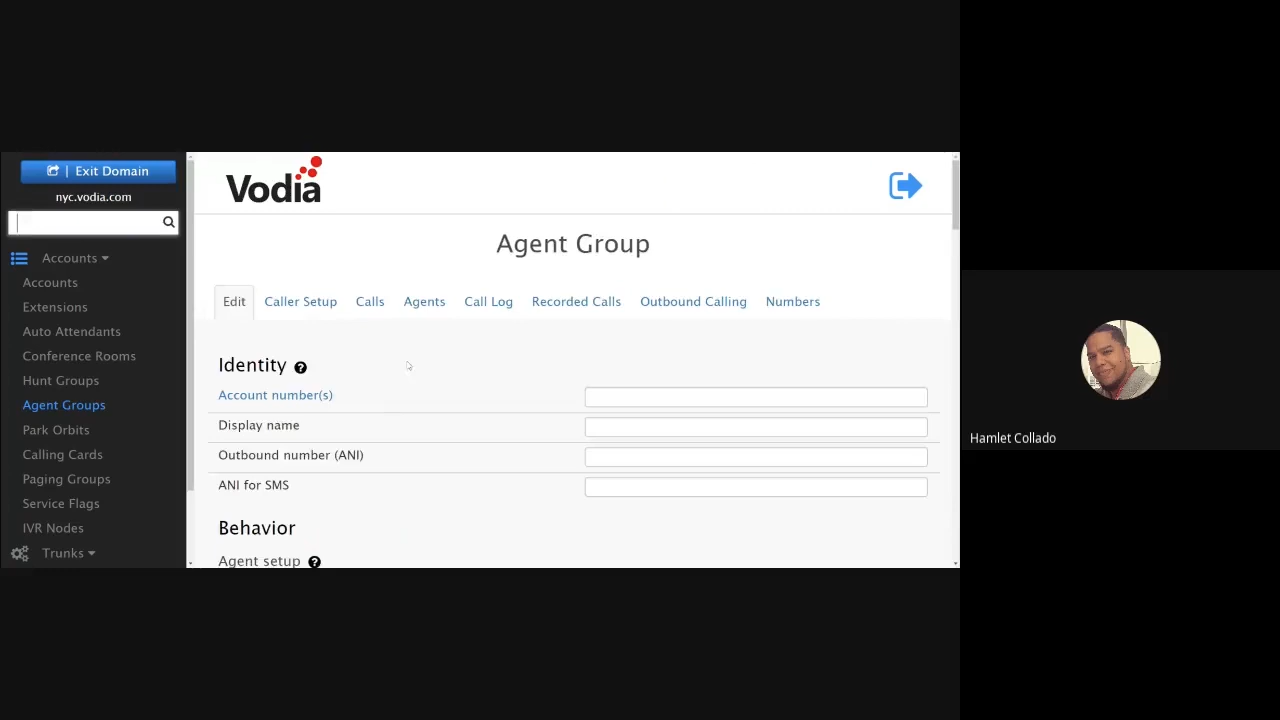 | Exit Domain
nyc.vodia.com
Accounts
Accounts
Extensions
Auto Attendants
Conference Rooms
Hunt Groups
Agent Groups
Park Orbits
Calling Cards
Paging Groups
Service Flags
IVR Nodes
Trunks
Vodia
Agent Group
Edit Caller Setup Calls Agents Call Log Recorded Calls Outbound Calling Numbers
Identity ?
Account number(s)
Display name
Outbound number (ANI)
ANI for SMS
Behavior
Agent setup ?
Hamlet Collado